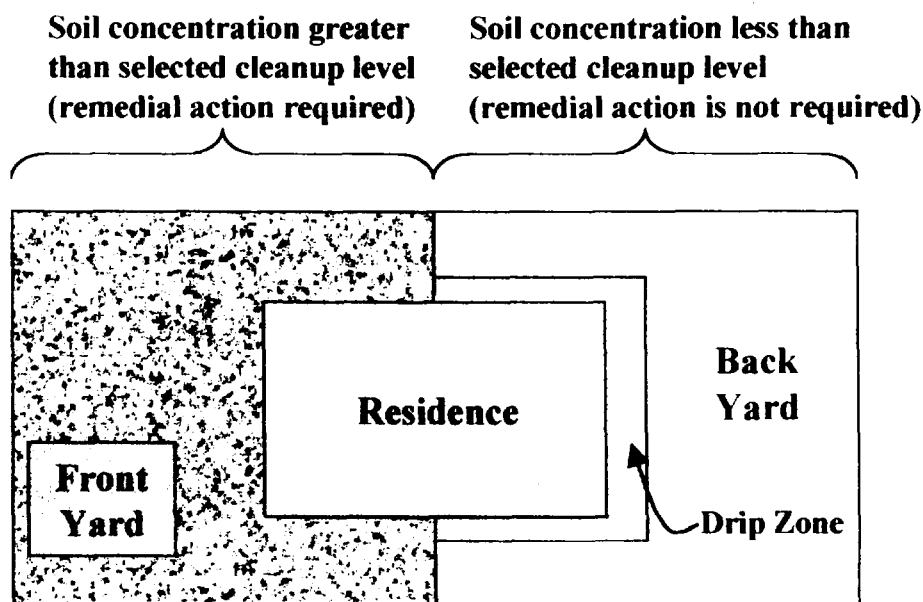 Soil concentration greater
than selected cleanup level
(remedial action required)
Soil concentration less than
selected cleanup level
(remedial action is not required)
Residence
Back
Yard
Front
Yard
Drip Zone